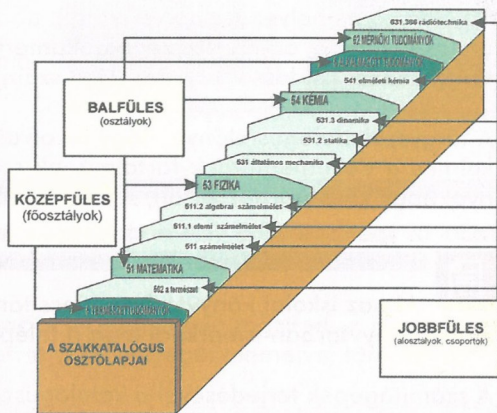 rádiótechnika
62 MÉRNÖKI TUDOMÁNYOK
TUDOMÁNYOK
541 elméleti kémia
54 KÉMIA
531.3 dinamika
531.2 statika
531 általános mechanika
53 FIZIKA
511.2 algebrai számelmélet
511.1 elemi számelmélet
511 számelmélet
51 MATEMATIKA
502 a természet
BALFÜLES
(osztályok)
KÖZÉPFÜLES
(főosztályok)
JOBBFÜLES
(alosztályok, csoportok)
A SZAKKATALÓGUS
OSZTÓLAPJAI